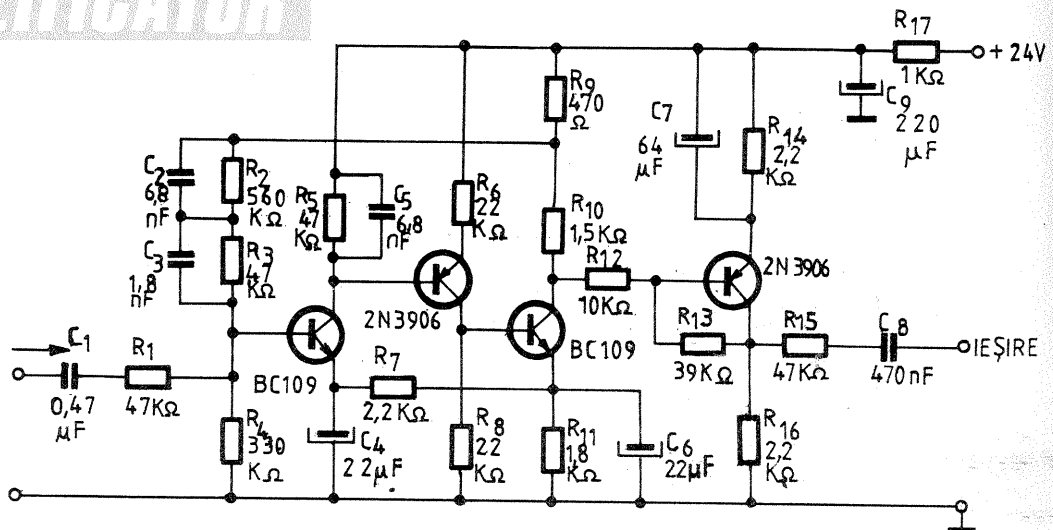 R17
1KΩ
+ 24V
C9
220
µF
R9
470
Ω
C7
64
µF
R14
2,2
KΩ
C2
6,8
nF
R2
560
KΩ
R5
47
KΩ
C5
6,8
nF
R6
22
KΩ
R10
1,5KΩ
C3
1,8
nF
R3
47
KΩ
R12
10KΩ
2N3906
2N3906
BC109
BC109
C1
0,47
µF
R1
47KΩ
R7
2,2KΩ
R13
39KΩ
R15
47KΩ
C8
470nF
IEȘIRE
R4
330
KΩ
C4
22µF
R8
22
KΩ
R11
1,8
KΩ
C6
22µF
R16
2,2
KΩ